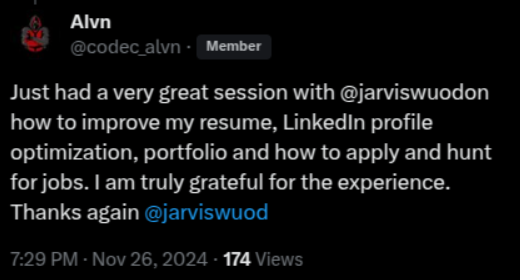 Alvn
@codec_alvn · Member
Just had a very great session with @jarviswuodon
how to improve my resume, LinkedIn profile
optimization, portfolio and how to apply and hunt
for jobs. I am truly grateful for the experience.
Thanks again @jarviswuod
7:29 PM · Nov 26, 2024 · 174 Views